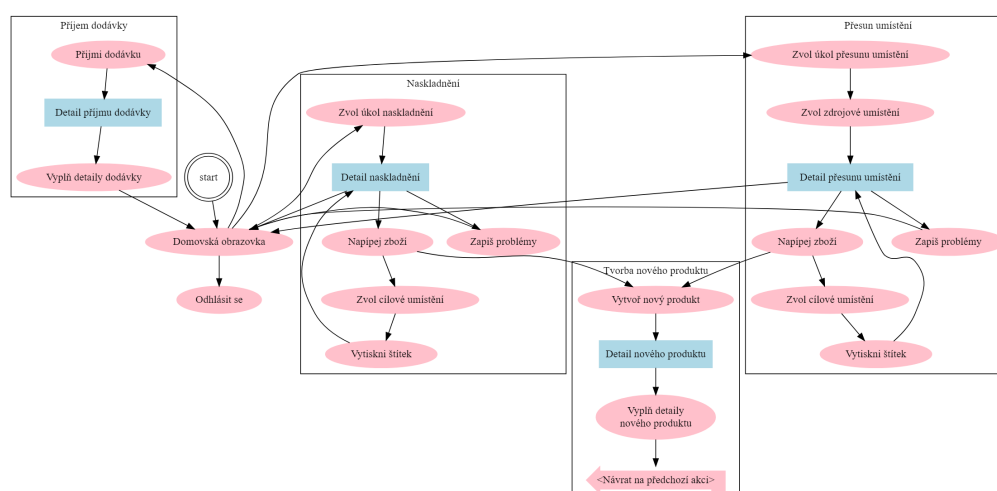 Příjem dodávky
Přijmi dodávku
Detail příjmu dodávky
Vyplň detaily dodávky
start
Domovská obrazovka
Odhlásit se
Naskladnění
Zvol úkol naskladnění
Detail naskladnění
Napípej zboží
Zapiš problémy
Zvol cílové umístění
Vytiskni štítek
Tvorba nového produktu
Vytvoř nový produkt
Detail nového produktu
Vyplň detaily
nového produktu
<Návrat na předchozí akci>
Přesun umístění
Zvol úkol přesunu umístění
Zvol zdrojové umístění
Detail přesunu umístění
Napípej zboží
Zapiš problémy
Zvol cílové umístění
Vytiskni štítek